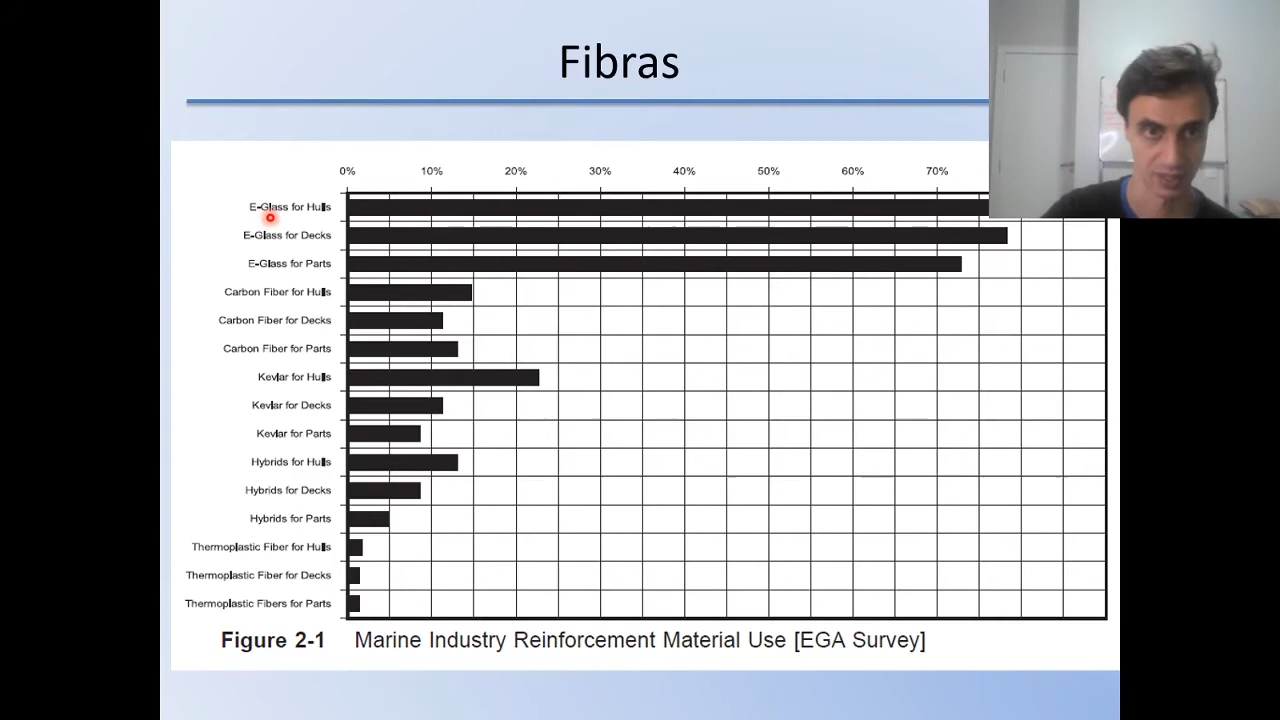 Fibras
0% 10% 20% 30% 40% 50% 60% 70%
E-Glass for Hulls
E-Glass for Decks
E-Glass for Parts
Carbon Fiber for Hulls
Carbon Fiber for Decks
Carbon Fiber for Parts
Kevlar for Hulls
Kevlar for Decks
Kevlar for Parts
Hybrids for Hulls
Hybrids for Decks
Hybrids for Parts
Thermoplastic Fiber for Hulls
Thermoplastic Fiber for Decks
Thermoplastic Fibers for Parts
Figure 2-1 Marine Industry Reinforcement Material Use [EGA Survey]